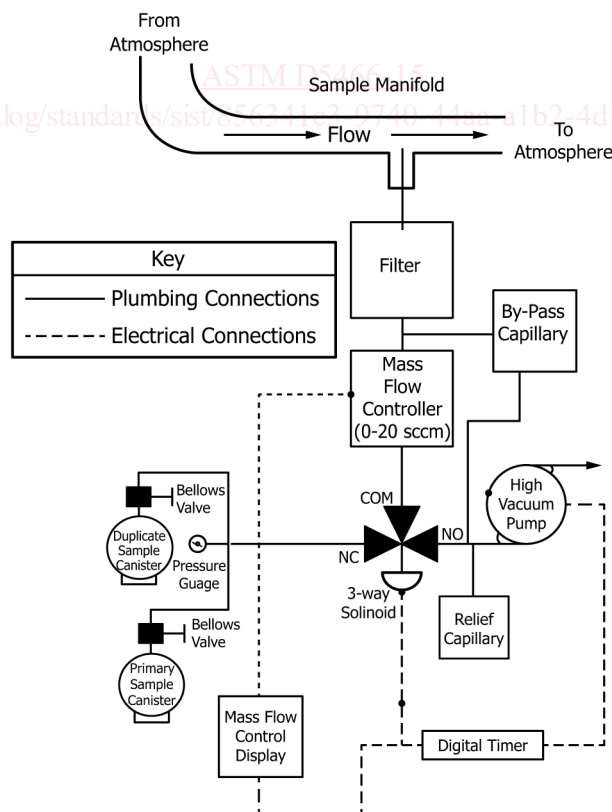 From
Atmosphere
ASTM D5466-15
Sample Manifold
log/standards/sist/856341e3-9740-44aa-a1b2-4d
Flow
To
Atmosphere
Filter
Key
Plumbing Connections
Electrical Connections
By-Pass
Capillary
Mass
Flow
Controller
(0-20 sccm)
High
Vacuum
Pump
COM
NO
NC
Bellows
Valve
Duplicate
Sample
Canister
Pressure
Guage
3-way
Solinoid
Relief
Capillary
Bellows
Valve
Primary
Sample
Canister
Mass Flow
Control
Display
Digital Timer